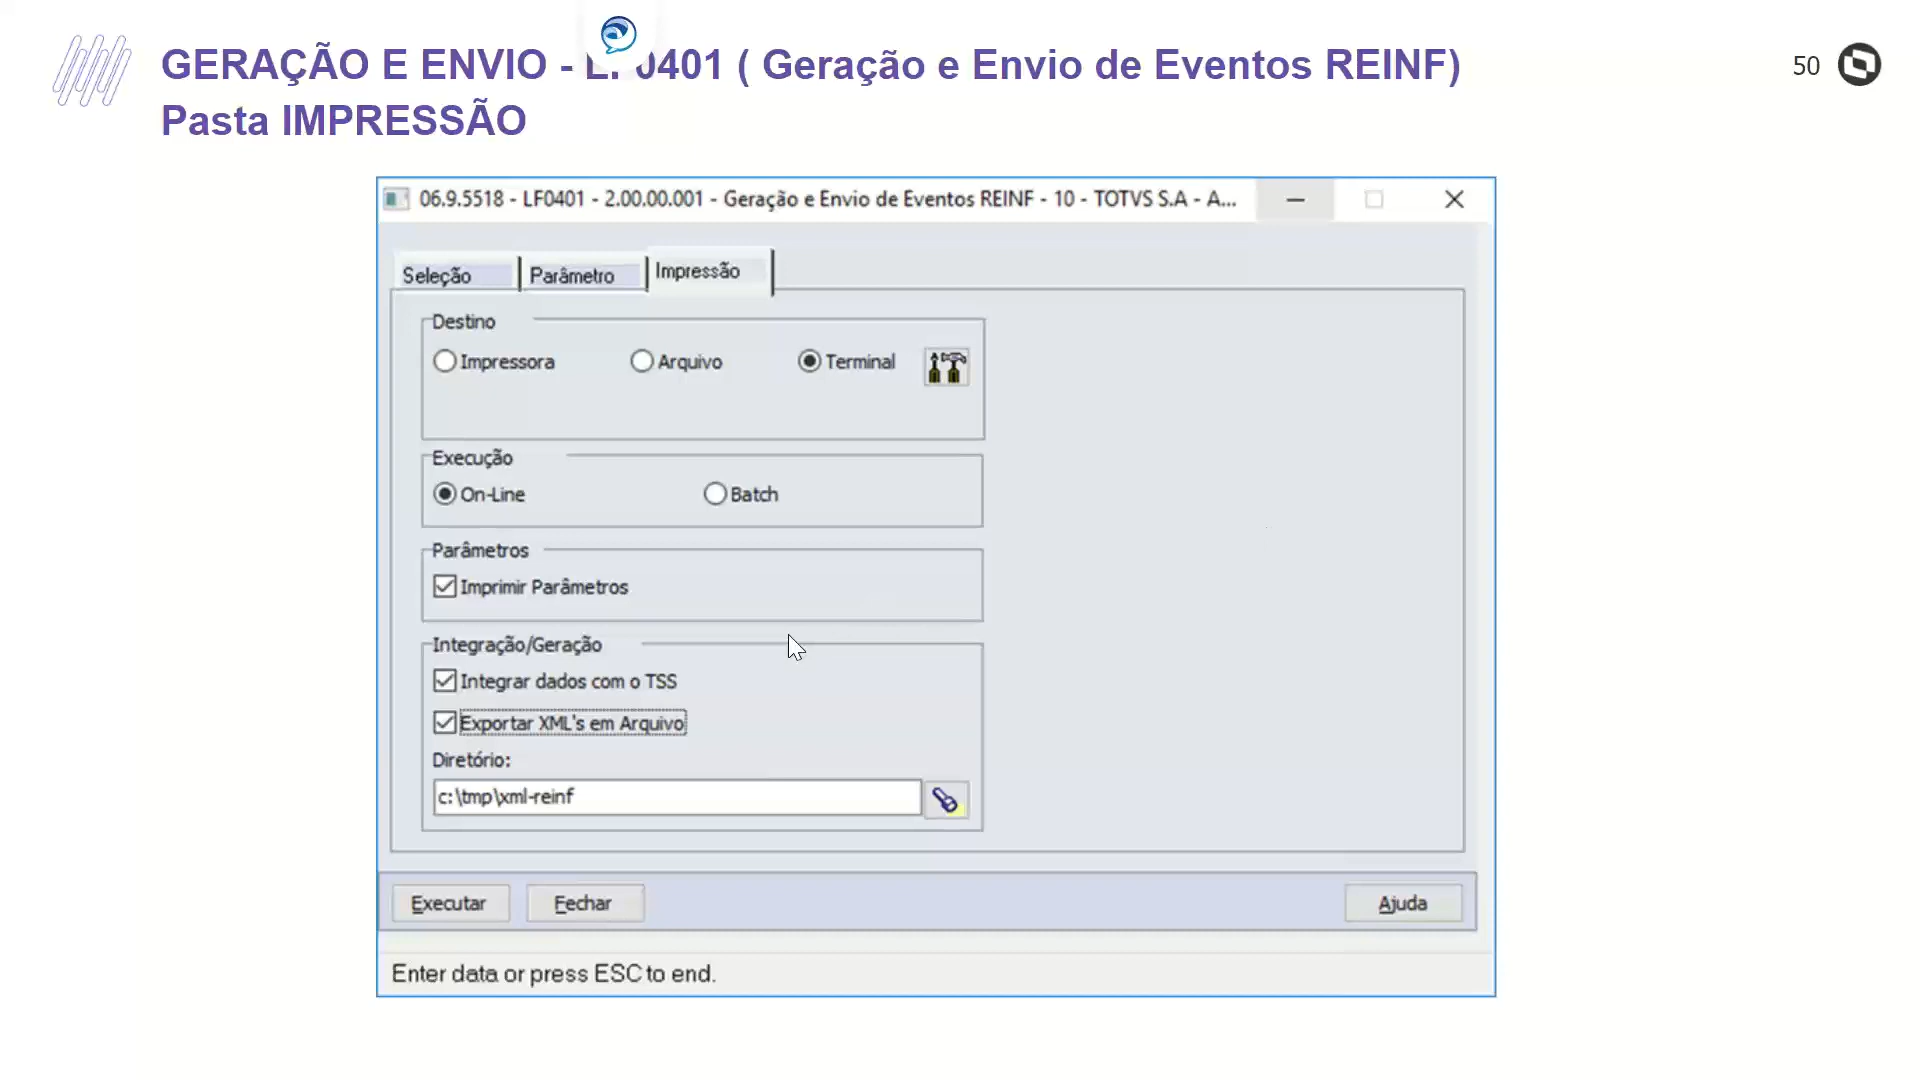 GERAÇÃO E ENVIO - LF0401 ( Geração e Envio de Eventos REINF)
50
Pasta IMPRESSÃO
06.9.5518 - LF0401 - 2.00.00.001 - Geração e Envio de Eventos REINF - 10 - TOTVS S.A - A...
Seleção
Parâmetro
Impressão
Destino
Impressora
Arquivo
Terminal
Execução
On-Line
Batch
Parâmetros
Imprimir Parâmetros
Integração/Geração
Integrar dados com o TSS
Exportar XML's em Arquivo
Diretório:
c:\tmp\xml-reinf
Executar
Fechar
Ajuda
Enter data or press ESC to end.